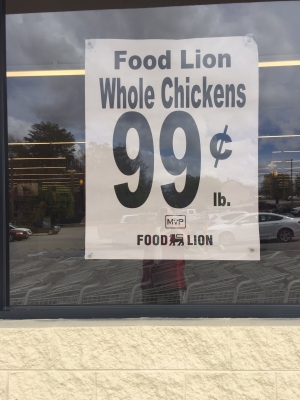 Food Lion
Whole Chickens
99¢
lb.
MVP
FOOD LION